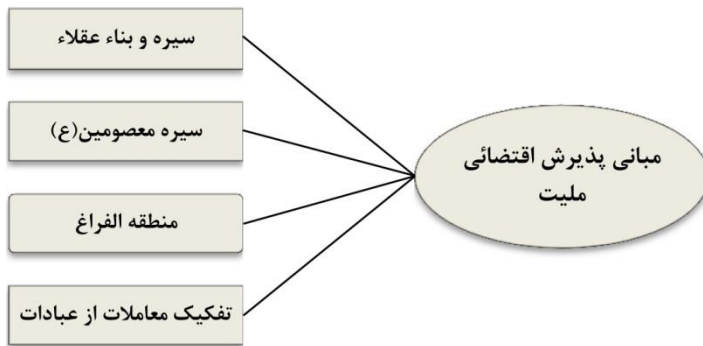 مبانی پذیرش اقتضائی
ملیت
سیره و بناء عقلاء
سیره معصومین(ع)
منطقه الفراغ
تفکیک معاملات از عبادات